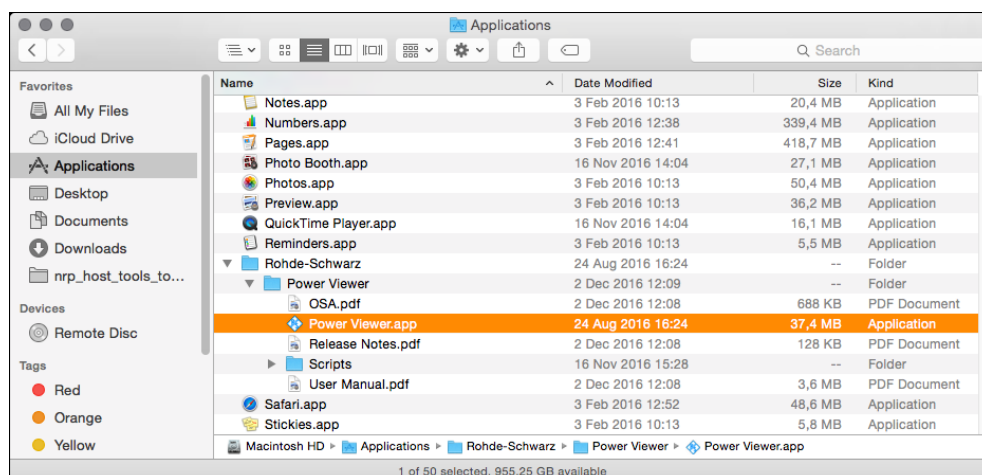 Applications
Search
Favorites
All My Files
iCloud Drive
Applications
Desktop
Documents
Downloads
nrp_host_tools_to...
Devices
Remote Disc
Tags
Red
Orange
Yellow
Name Date Modified Size Kind
Notes.app 3 Feb 2016 10:13 20,4 MB Application
Numbers.app 3 Feb 2016 12:38 339,4 MB Application
Pages.app 3 Feb 2016 12:41 418,7 MB Application
Photo Booth.app 16 Nov 2016 14:04 27,1 MB Application
Photos.app 3 Feb 2016 10:13 50,4 MB Application
Preview.app 3 Feb 2016 10:13 36,2 MB Application
QuickTime Player.app 16 Nov 2016 14:04 16,1 MB Application
Reminders.app 3 Feb 2016 10:13 5,5 MB Application
Rohde-Schwarz 24 Aug 2016 16:24 -- Folder
Power Viewer 2 Dec 2016 12:09 -- Folder
OSA.pdf 2 Dec 2016 12:08 688 KB PDF Document
Power Viewer.app 24 Aug 2016 16:24 37,4 MB Application
Release Notes.pdf 2 Dec 2016 12:08 128 KB PDF Document
Scripts 16 Nov 2016 15:28 -- Folder
User Manual.pdf 2 Dec 2016 12:08 3,6 MB PDF Document
Safari.app 3 Feb 2016 12:52 48,6 MB Application
Stickies.app 3 Feb 2016 10:13 5,8 MB Application
Macintosh HD ▸ Applications ▸ Rohde-Schwarz ▸ Power Viewer ▸ Power Viewer.app
1 of 50 selected, 955,25 GB available